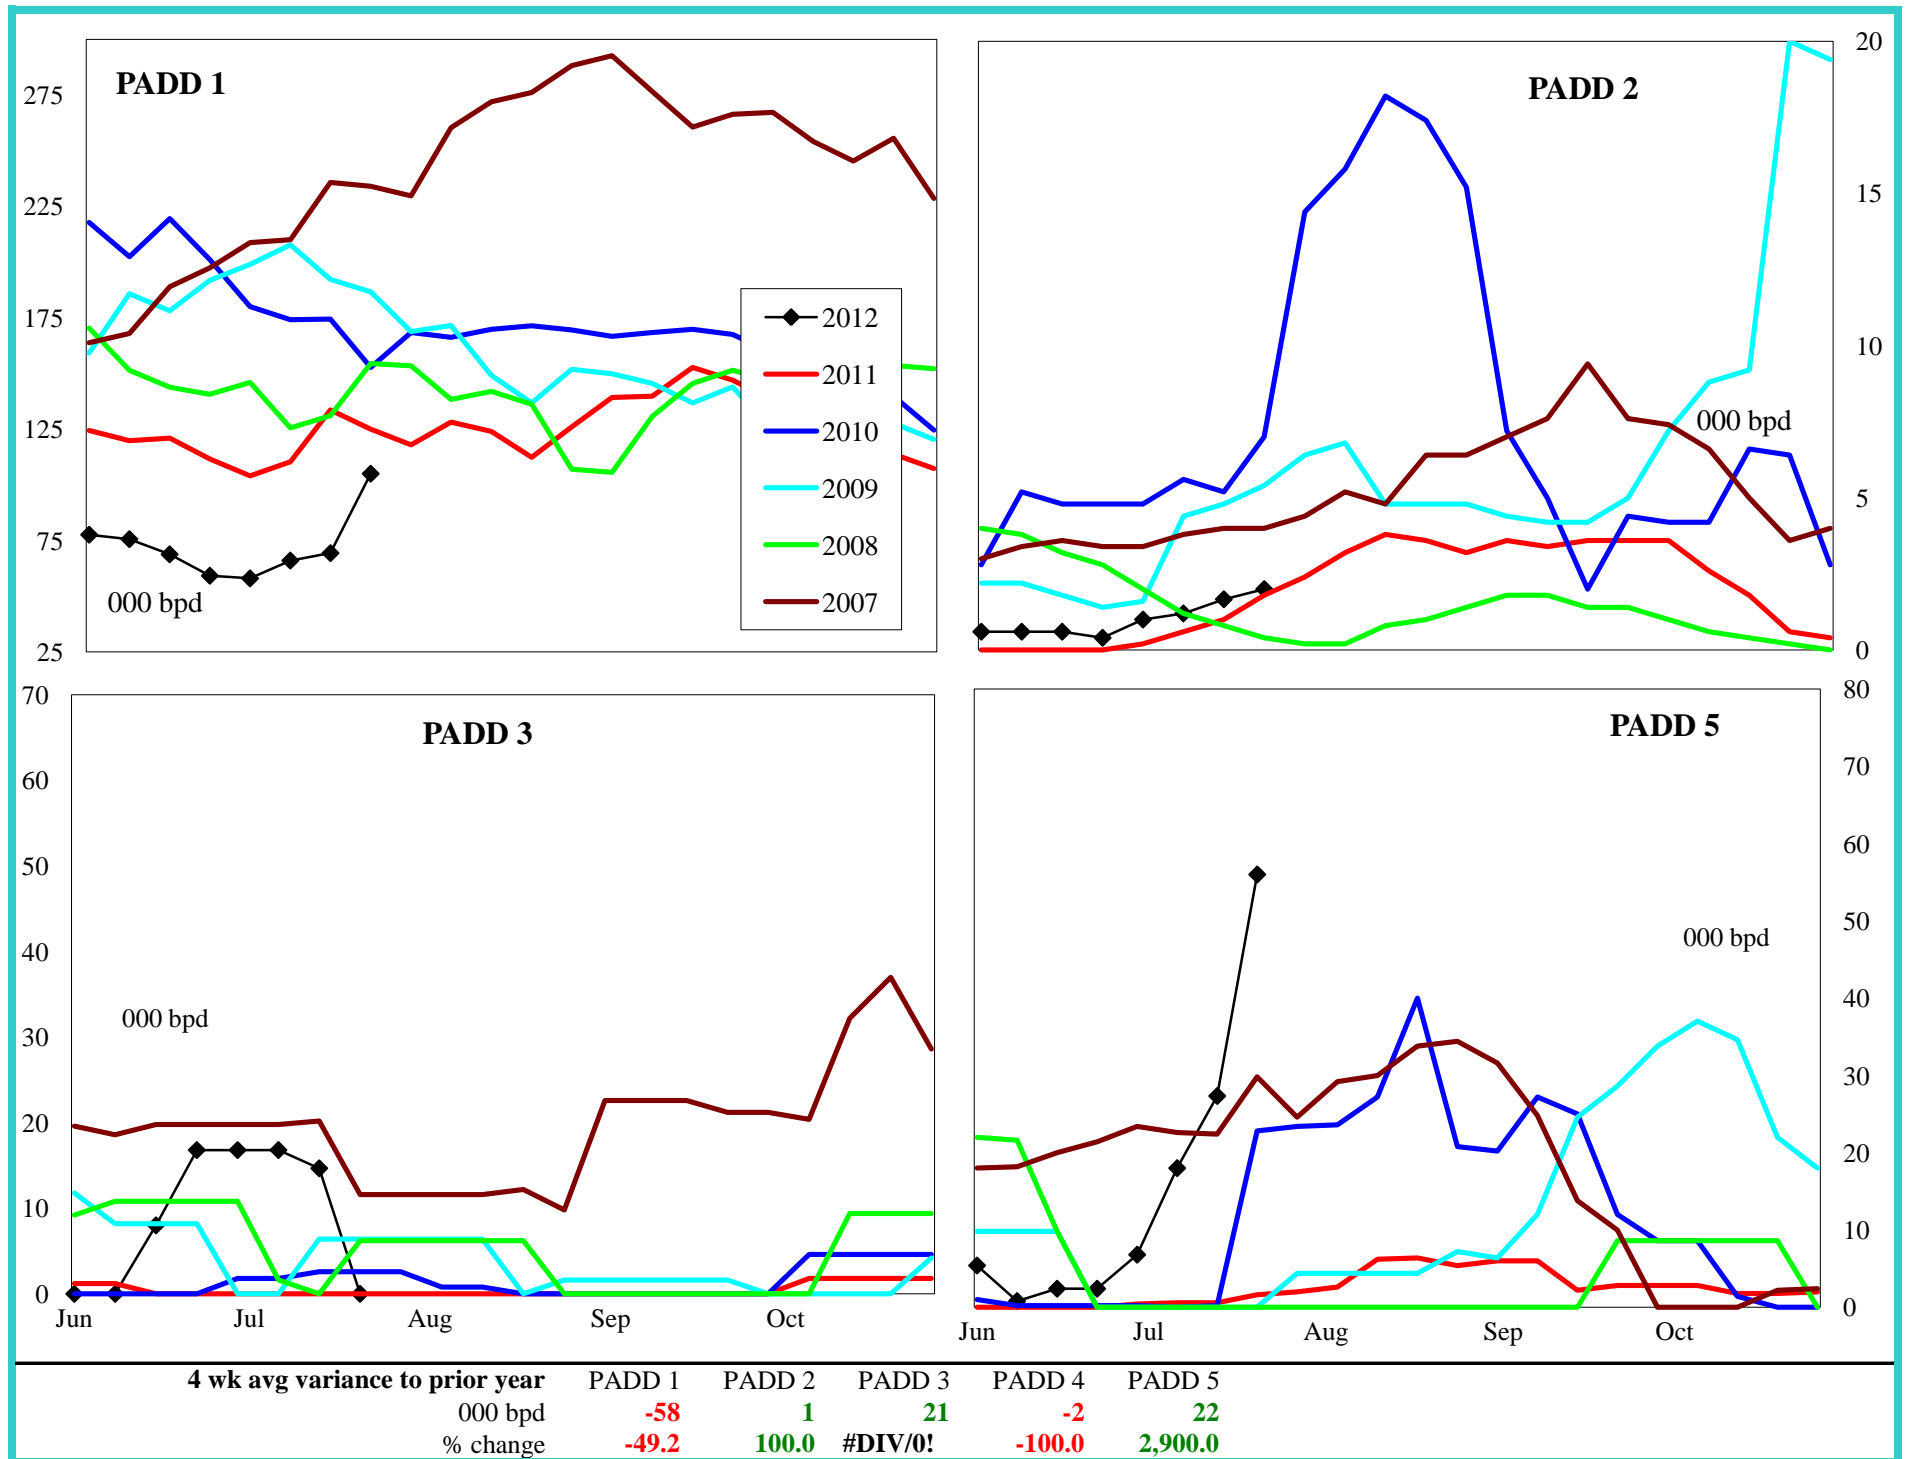 PADD 1
275
225
175
125
75
25
000 bpd
2012
2011
2010
2009
2008
2007
PADD 2
20
15
10
5
0
000 bpd
PADD 3
70
60
50
40
30
20
10
0
000 bpd
Jun Jul Aug Sep Oct
PADD 5
80
70
60
50
40
30
20
10
0
000 bpd
Jun Jul Aug Sep Oct
4 wk avg variance to prior year PADD 1 PADD 2 PADD 3 PADD 4 PADD 5
000 bpd -58 1 21 -2 22
% change -49.2 100.0 #DIV/0! -100.0 2,900.0